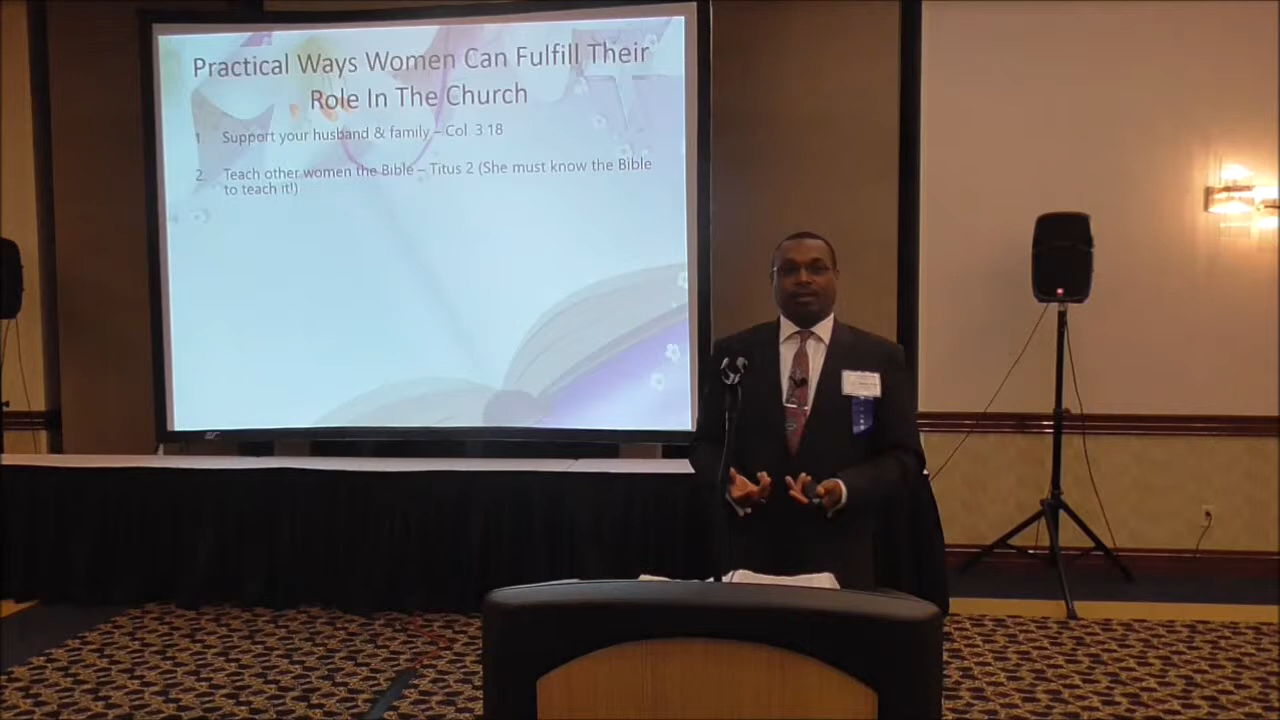 Practical Ways Women Can Fulfill Their
Role In The Church
1. Support your husband & family – Col. 3:18
2. Teach other women the Bible – Titus 2 (She must know the Bible
to teach it!)